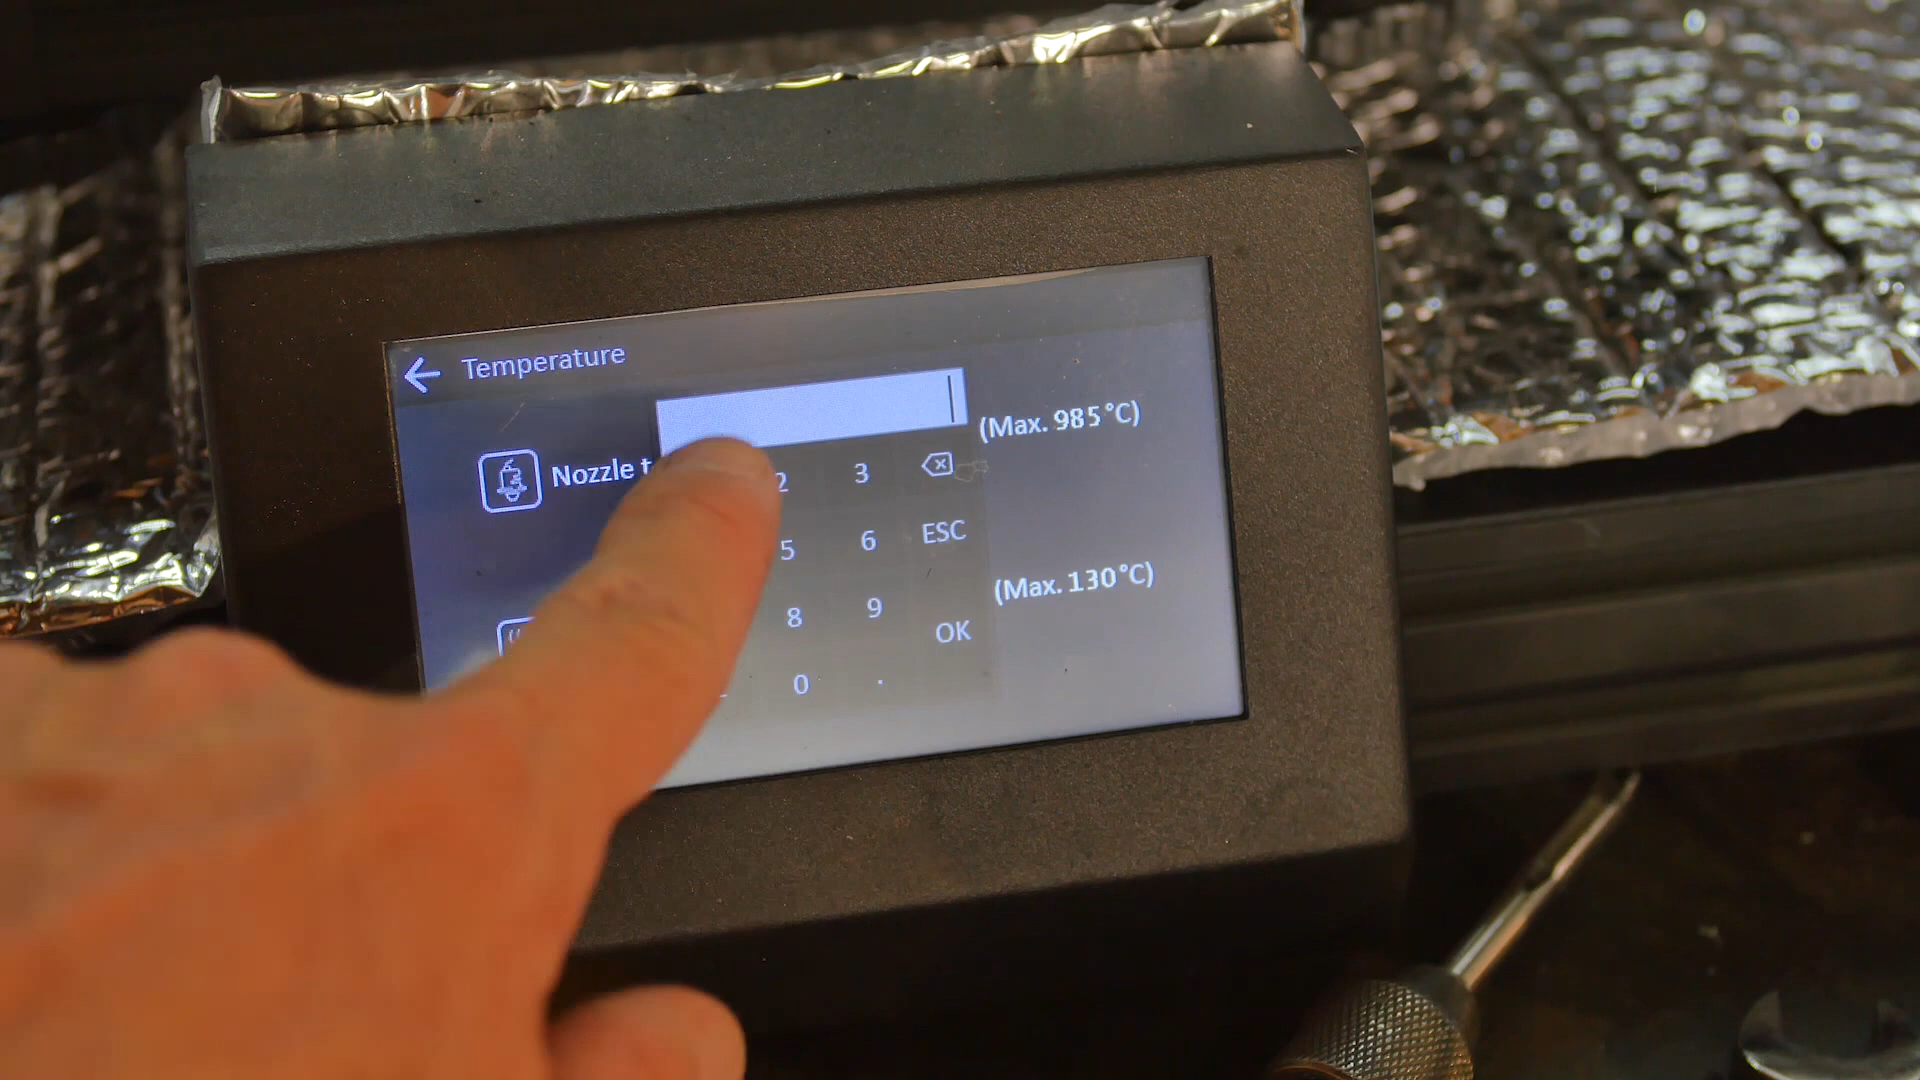 Temperature
(Max. 985°C)
Nozzle t
2 3
5 6 ESC
(Max. 130°C)
8 9
OK
0 .